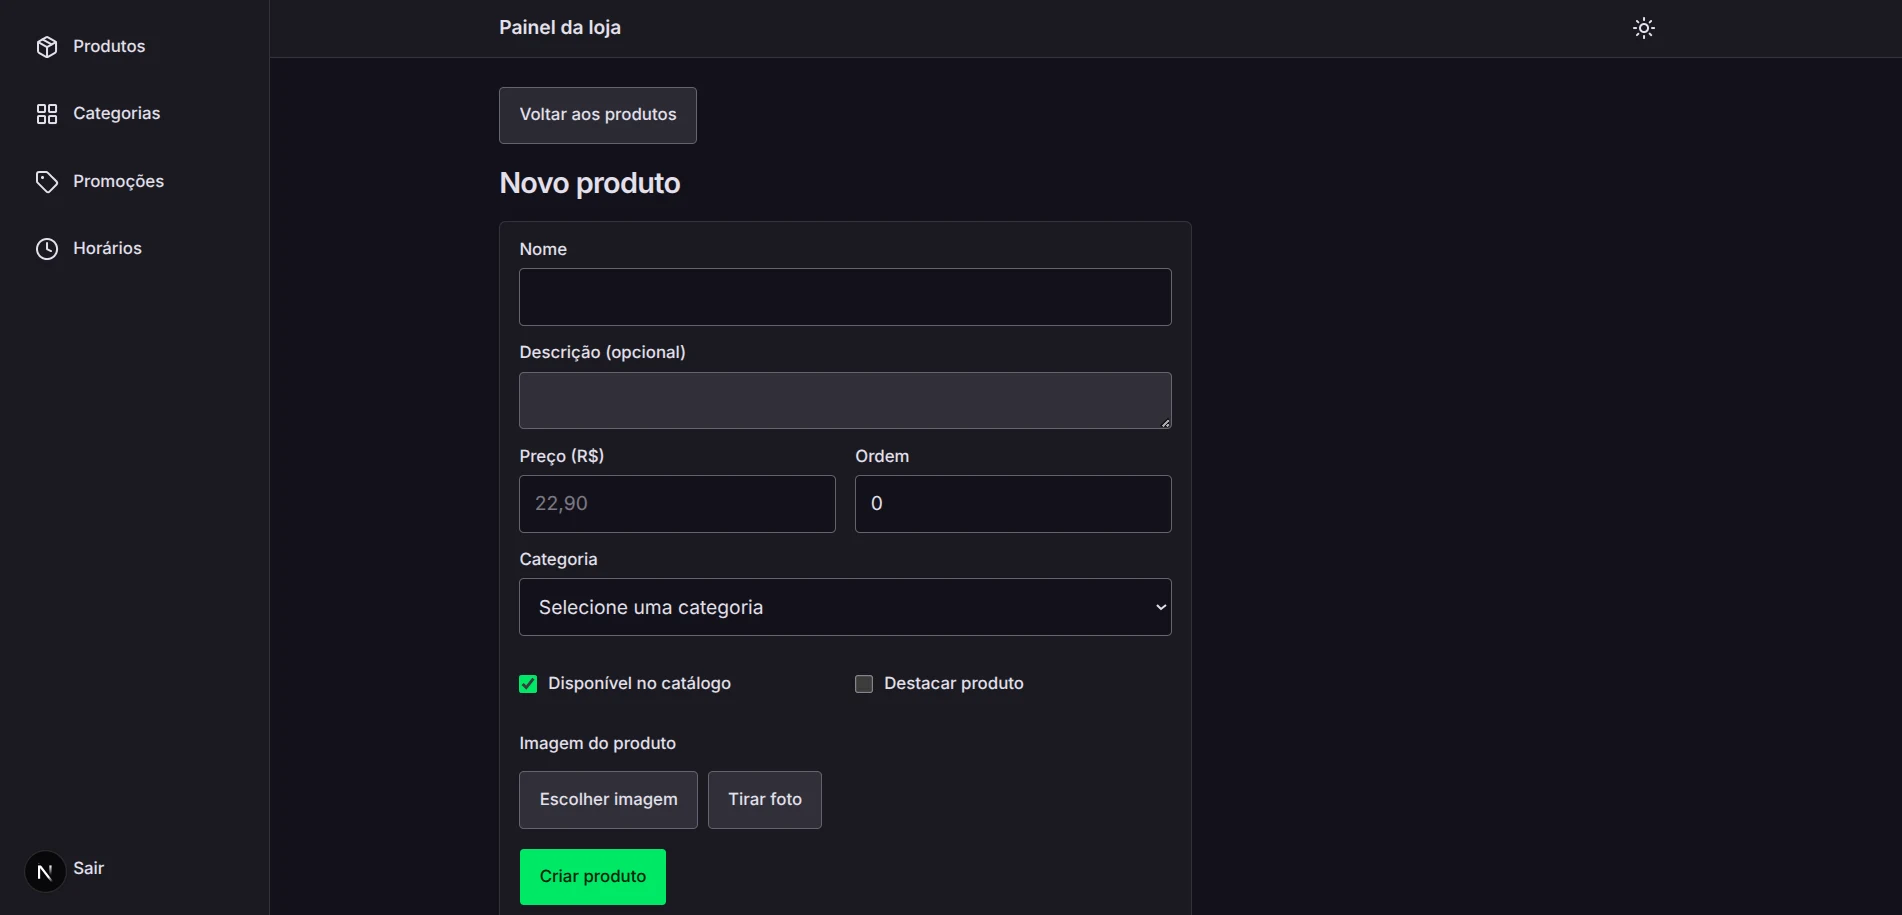 Painel da loja
Produtos
Categorias
Promoções
Horários
Voltar aos produtos
Novo produto
Nome
Descrição (opcional)
Preço (R$)
Ordem
22,90
0
Categoria
Selecione uma categoria
Disponível no catálogo
Destacar produto
Imagem do produto
Escolher imagem
Tirar foto
Criar produto
N
Sair